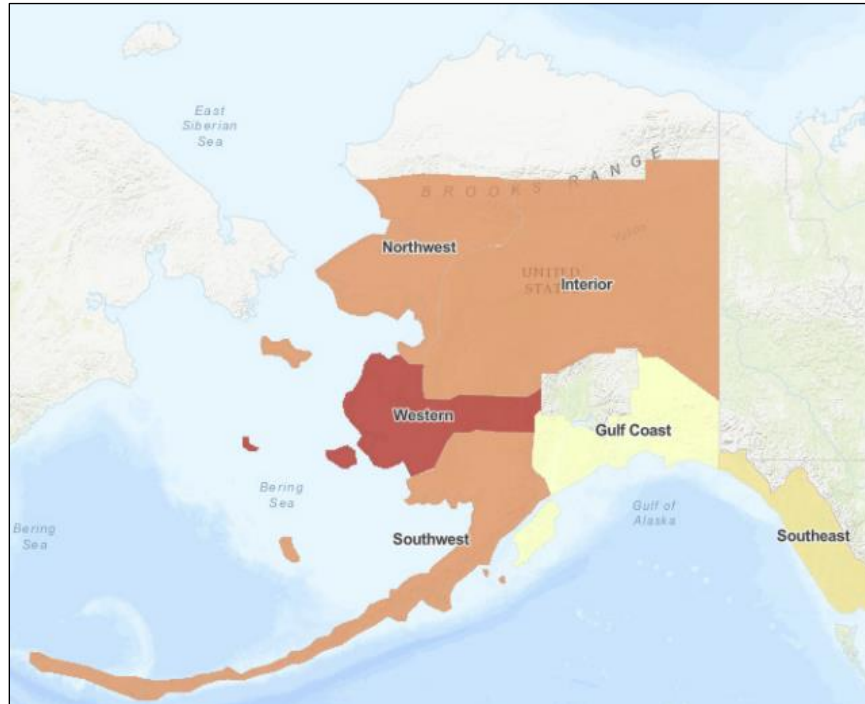 East
Siberian
Sea
BROOKS RANGE
Northwest
Yukon
UNITED
STATES
Interior
Western
Gulf Coast
Bering
Sea
Gulf of
Alaska
Bering
Sea
Southwest
Southeast